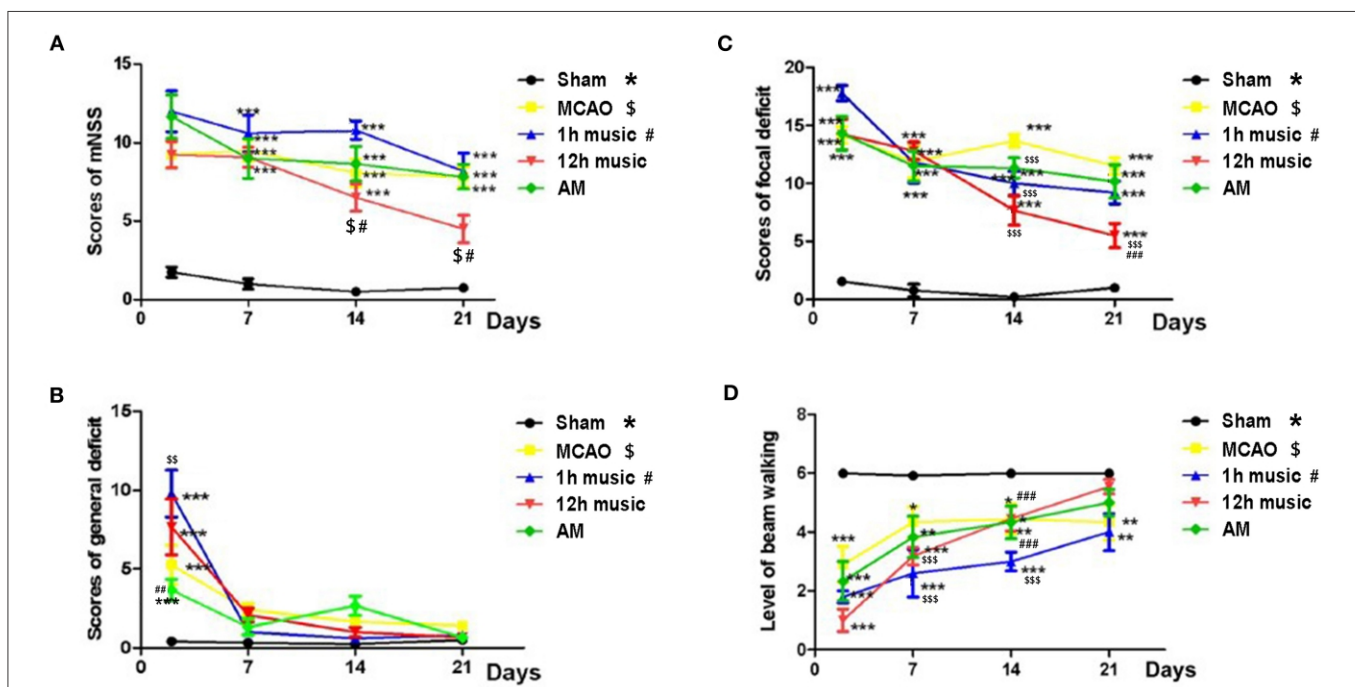 A
Scores of mNSS
15
10
5
0
0 7 14 21 Days
***
***
***
***
***
***
***
***
***
***
$#
$#
Sham *
MCAO $
1h music #
12h music
AM
C
Scores of focal deficit
20
15
10
5
0
0 7 14 21 Days
***
***
***
***
***
***
***
***
***
$$$
***
***
$$$
***
$$$
***
***
***
***
$$$
###
Sham *
MCAO $
1h music #
12h music
AM
B
Scores of general deficit
15
10
5
0
0 7 14 21 Days
$$
***
***
***
##
***
Sham *
MCAO $
1h music #
12h music
AM
D
Level of beam walking
8
6
4
2
0
0 7 14 21 Days
***
***
***
***
*
**
***
$$$
***
$$$
* ###
*
**
###
***
$$$
**
**
Sham *
MCAO $
1h music #
12h music
AM